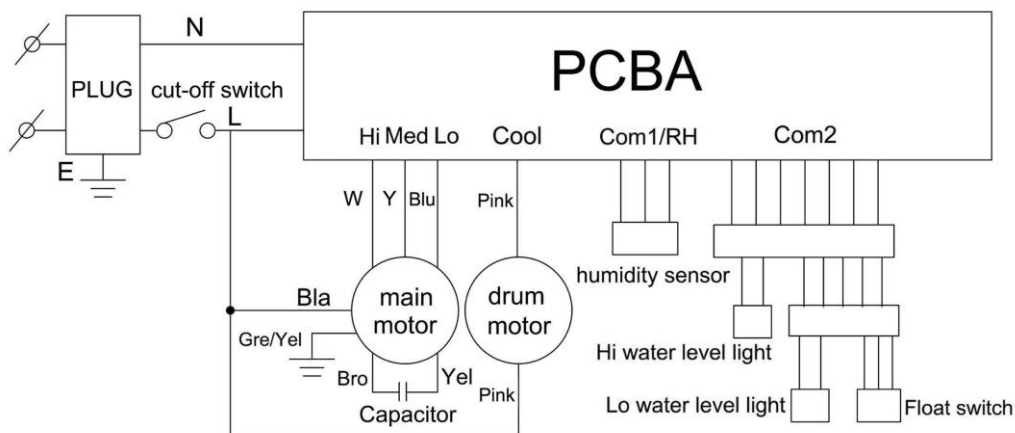 N
PCBA
PLUG
cut-off switch
L
E
Hi Med Lo
Cool
Com1/RH
Com2
W
Y
Blu
Pink
humidity sensor
Bla
main
motor
drum
motor
Gre/Yel
Hi water level light
Bro
Yel
Pink
Capacitor
Lo water level light
Float switch